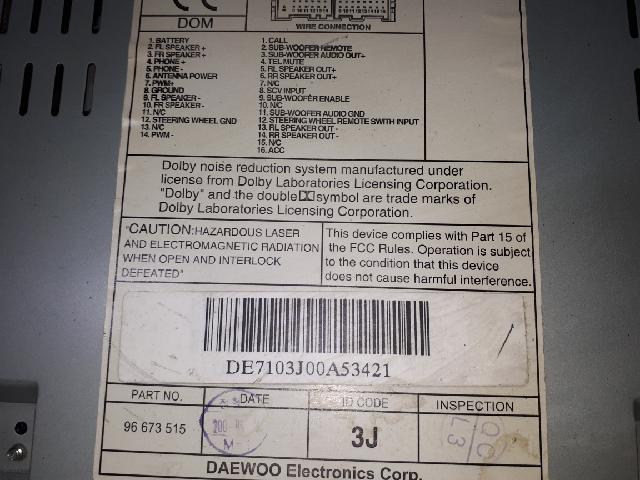 DOM
WIRE CONNECTION
1. BATTERY
2. FL SPEAKER +
3. FR SPEAKER +
4. PHONE +
5. PHONE -
6. ANTENNA POWER
7. PWM+
8. GROUND
9. FL SPEAKER -
10. FR SPEAKER -
11. N/C
12. STEERING WHEEL GND
13. N/C
14. PWM -
1. CALL
2. SUB-WOOFER REMOTE
3. SUB-WOOFER AUDIO OUT+
4. TEL MUTE
5. RL SPEAKER OUT+
6. RR SPEAKER OUT+
7. N/C
8. SCV INPUT
9. SUB-WOOFER ENABLE
10. N/C
11. SUB-WOOFER AUDIO GND
12. STEERING WHEEL REMOTE SWITH INPUT
13. RL SPEAKER OUT -
14. RR SPEAKER OUT -
15. N/C
16. ACC
Dolby noise reduction system manufactured under
license from Dolby Laboratories Licensing Corporation.
"Dolby" and the double symbol are trade marks of
Dolby Laboratories Licensing Corporation.
"CAUTION: HAZARDOUS LASER
AND ELECTROMAGNETIC RADIATION
WHEN OPEN AND INTERLOCK
DEFEATED"
This device complies with Part 15 of
the FCC Rules. Operation is subject
to the condition that this device
does not cause harmful interference.
DE7103J00A53421
PART NO. DATE ID CODE INSPECTION
96 673 515 3J QC
L3
M
DAEWOO Electronics Corp.